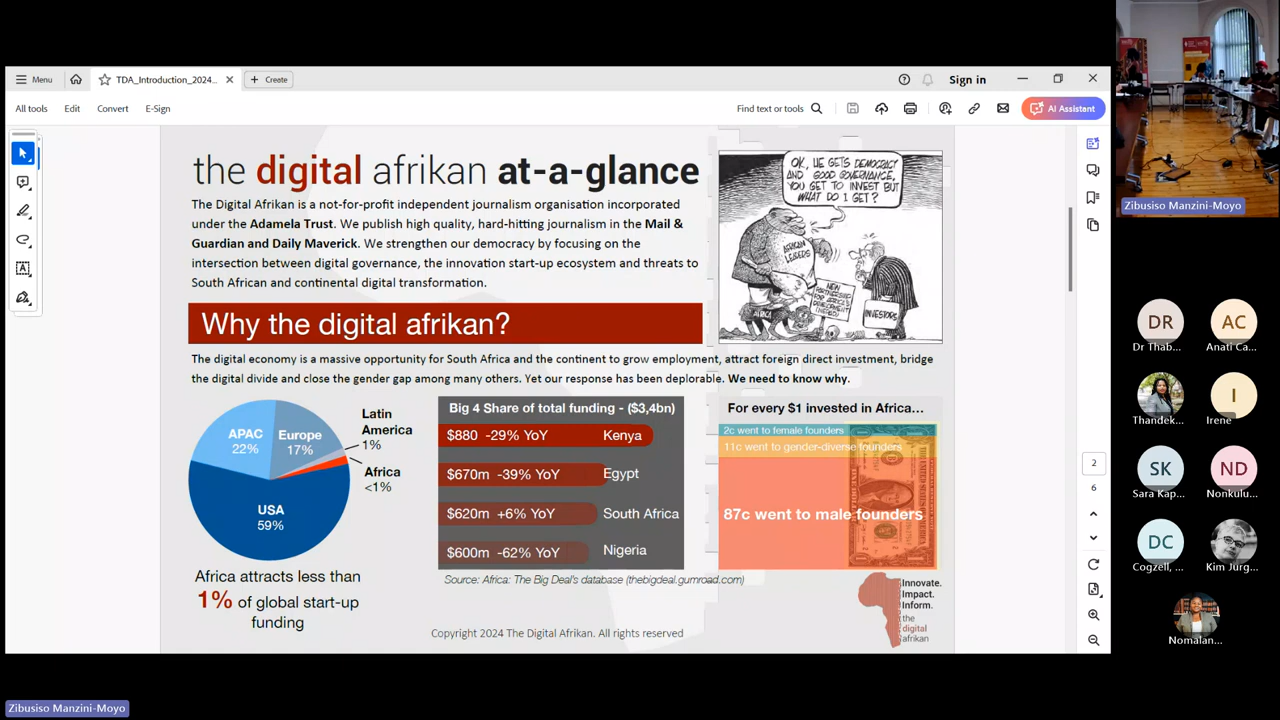 Menu
TDA_Introduction_2024...
Create
Sign in
All tools
Edit
Convert
E-Sign
Find text or tools
AI Assistant
the digital afrikan at-a-glance
The Digital Afrikan is a not-for-profit independent journalism organisation incorporated
under the Adamela Trust. We publish high quality, hard-hitting journalism in the Mail &
Guardian and Daily Maverick. We strengthen our democracy by focusing on the
intersection between digital governance, the innovation start-up ecosystem and threats to
South African and continental digital transformation.
OK, HE GETS DEMOCRACY
AND GOOD GOVERNANCE,
YOU GET TO INVEST BUT
WHAT DO I GET?
AFRICAN
LEADERS
NEW
PARTNERSHIP
FOR AFRICA'S
DEVELOPMENT
(NEPAD)
AFRICA
INVESTORS
Why the digital afrikan?
The digital economy is a massive opportunity for South Africa and the continent to grow employment, attract foreign direct investment, bridge
the digital divide and close the gender gap among many others. Yet our response has been deplorable. We need to know why.
APAC
22%
Europe
17%
Latin
America
1%
Africa
<1%
USA
59%
Africa attracts less than
1% of global start-up
funding
Big 4 Share of total funding - ($3,4bn)
$880 -29% YoY Kenya
$670m -39% YoY Egypt
$620m +6% YoY South Africa
$600m -62% YoY Nigeria
Source: Africa: The Big Deal's database (thebigdeal.gumroad.com)
For every $1 invested in Africa...
2c went to female founders
11c went to gender-diverse founders
87c went to male founders
Innovate.
Impact.
Inform.
the
digital
afrikan
Copyright 2024 The Digital Afrikan. All rights reserved
2
6
Zibusiso Manzini-Moyo
DR
Dr Thab...
AC
Anati Ca...
Thandek...
I
Irene
SK
Sara Kap...
ND
Nonkulu...
DC
Cogzell, ...
Kim Jurg...
Nomalan...
Zibusiso Manzini-Moyo